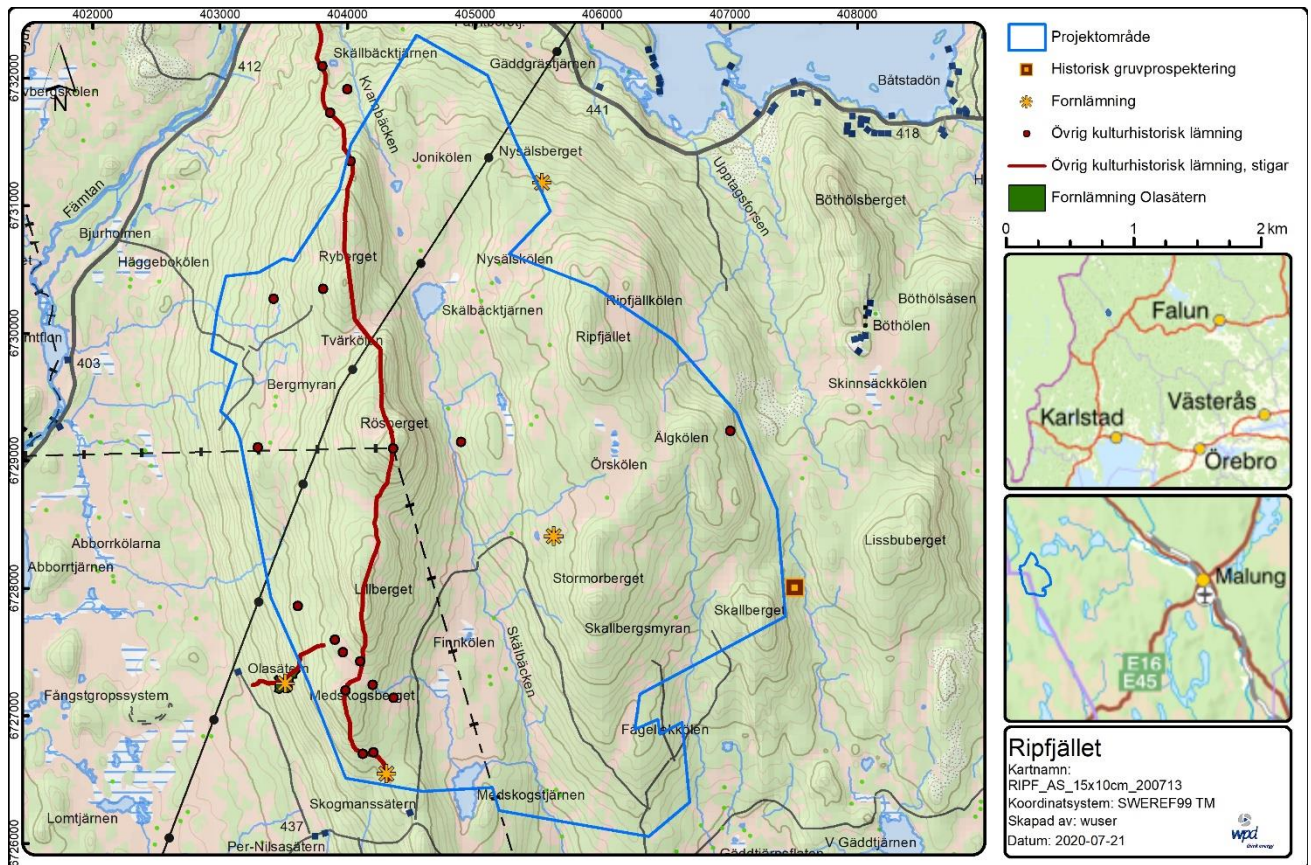 402000 403000 404000 405000 406000 407000 408000
6732000
6731000
6730000
6729000
6728000
6727000
6726000
N
412
Skällbäcktjärnen
Gäddgrästjärnen
Båtstadön
Kvarnbäcken
441
418
Jonikölen
Nysälsberget
Upptagsforsen
Fämtan
Böthölsberget
Bjurholmen
Häggebokölen
Ryberget
Nysälskölen
Skälbäcktjärnen
Ripfjällkölen
Böthölsåsen
Böthölen
Tvärkölen
Ripfjället
403
Bergmyran
Skinnsäckkölen
Rösberget
Älgkölen
Örskölen
Abborrkölarna
Abborrtjärnen
Lissbuberget
Lillberget
Stormorberget
Skallberget
Skallbergsmyran
Finnkölen
Skälbäcken
Olasätern
Fångstgropssystem
Medskogsberget
Fågellekkölen
Lomtjärnen
Skogmanssätern
Medskogstjärnen
437
Per-Nilsasätern
V Gäddtjärnen
Gäddtjärnsflotan
Projektområde
Historisk gruvprospektering
Fornlämning
Övrig kulturhistorisk lämning
Övrig kulturhistorisk lämning, stigar
Fornlämning Olasätern
0 1 2 km
Falun
Västerås
Karlstad
Örebro
Malung
E16
E45
Ripfjället
Kartnamn:
RIPF_AS_15x10cm_200713
Koordinatsystem: SWEREF99 TM
Skapad av: wuser
Datum: 2020-07-21
wpd